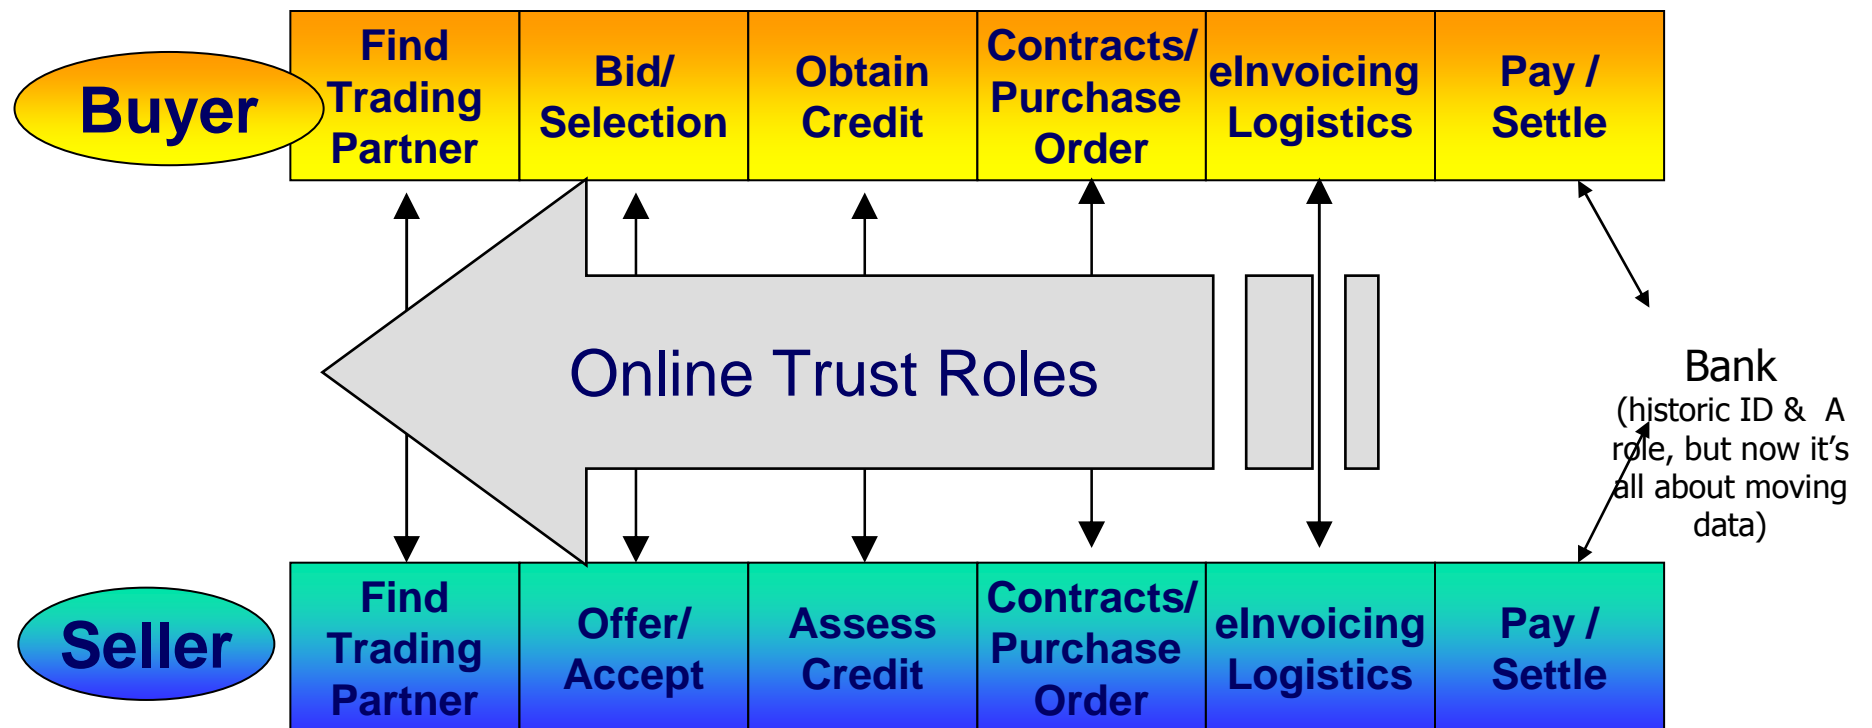 Buyer
Find
Trading
Partner
Bid/
Selection
Obtain
Credit
Contracts/
Purchase
Order
eInvoicing
Logistics
Pay /
Settle
Online Trust Roles
Bank
(historic ID & A
role, but now it's
all about moving
data)
Seller
Find
Trading
Partner
Offer/
Accept
Assess
Credit
Contracts/
Purchase
Order
eInvoicing
Logistics
Pay /
Settle